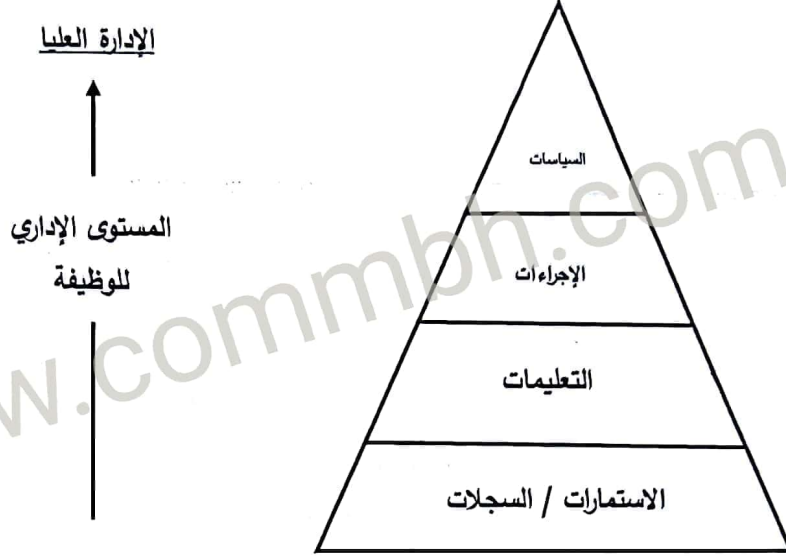 الإدارة العليا
المستوى الإداري
للوظيفة
السياسات
الإجراءات
التعليمات
الاستمارات / السجلات
w.commbh.com